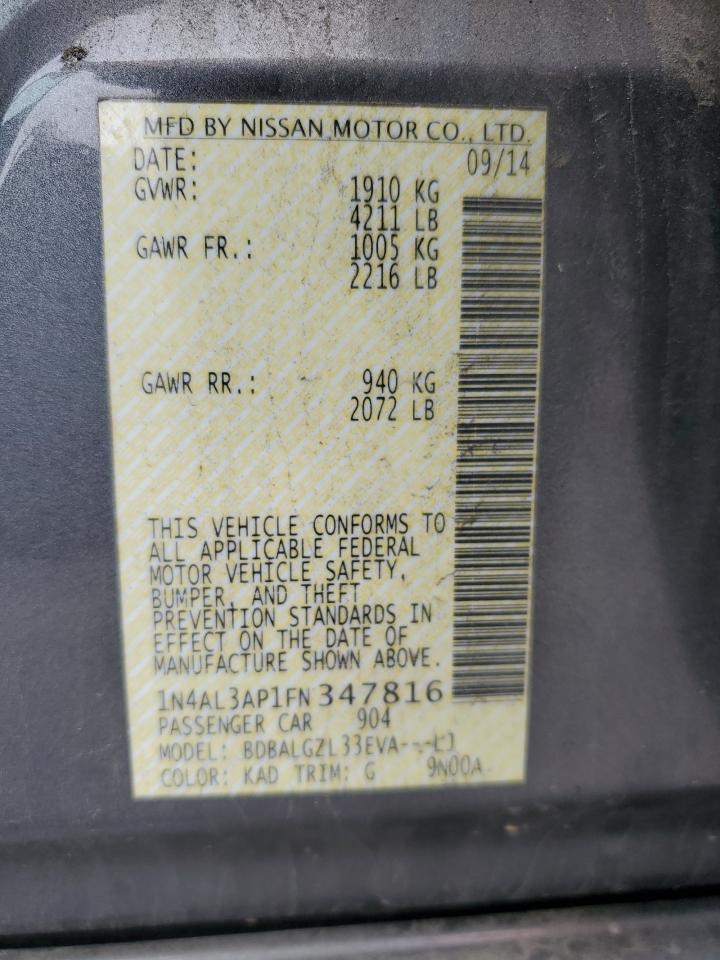 MFD BY NISSAN MOTOR CO., LTD.
DATE: 09/14
GVWR: 1910 KG
4211 LB
GAWR FR.: 1005 KG
2216 LB
GAWR RR.: 940 KG
2072 LB
THIS VEHICLE CONFORMS TO
ALL APPLICABLE FEDERAL
MOTOR VEHICLE SAFETY,
BUMPER, AND THEFT
PREVENTION STANDARDS IN
EFFECT ON THE DATE OF
MANUFACTURE SHOWN ABOVE.
1N4AL3AP1FN347816
PASSENGER CAR 904
MODEL:
COLOR: KAD TRIM: G 9N00A